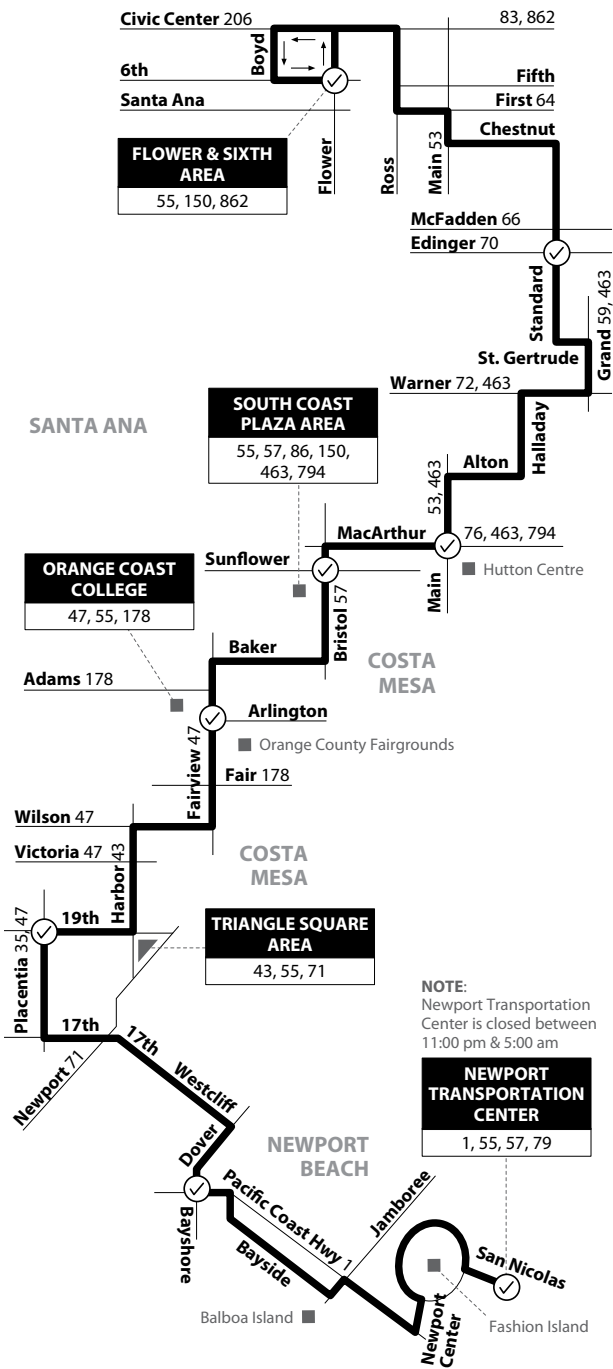 Civic Center 206
83, 862
Boyd
6th
Fifth
Santa Ana
First 64
Chestnut
FLOWER & SIXTH
AREA
55, 150, 862
Flower
Ross
Main 53
McFadden 66
Edinger 70
Standard
Grand 59, 463
St. Gertrude
Warner 72, 463
SANTA ANA
SOUTH COAST
PLAZA AREA
55, 57, 86, 150,
463, 794
Halladay
Alton
53, 463
MacArthur
76, 463, 794
Sunflower
Hutton Centre
Main
ORANGE COAST
COLLEGE
47, 55, 178
Bristol 57
Baker
COSTA
MESA
Adams 178
Arlington
Orange County Fairgrounds
Fairview 47
Fair 178
Wilson 47
Victoria 47
Harbor 43
COSTA
MESA
19th
Placentia 35, 47
TRIANGLE SQUARE
AREA
43, 55, 71
17th
17th
Newport 71
Westcliff
NOTE:
Newport Transportation
Center is closed between
11:00 pm & 5:00 am
NEWPORT
TRANSPORTATION
CENTER
1, 55, 57, 79
Dover
NEWPORT
BEACH
Bayshore
Pacific Coast Hwy 1
Jamboree
Bayside
San Nicolas
Balboa Island
Newport
Center
Fashion Island